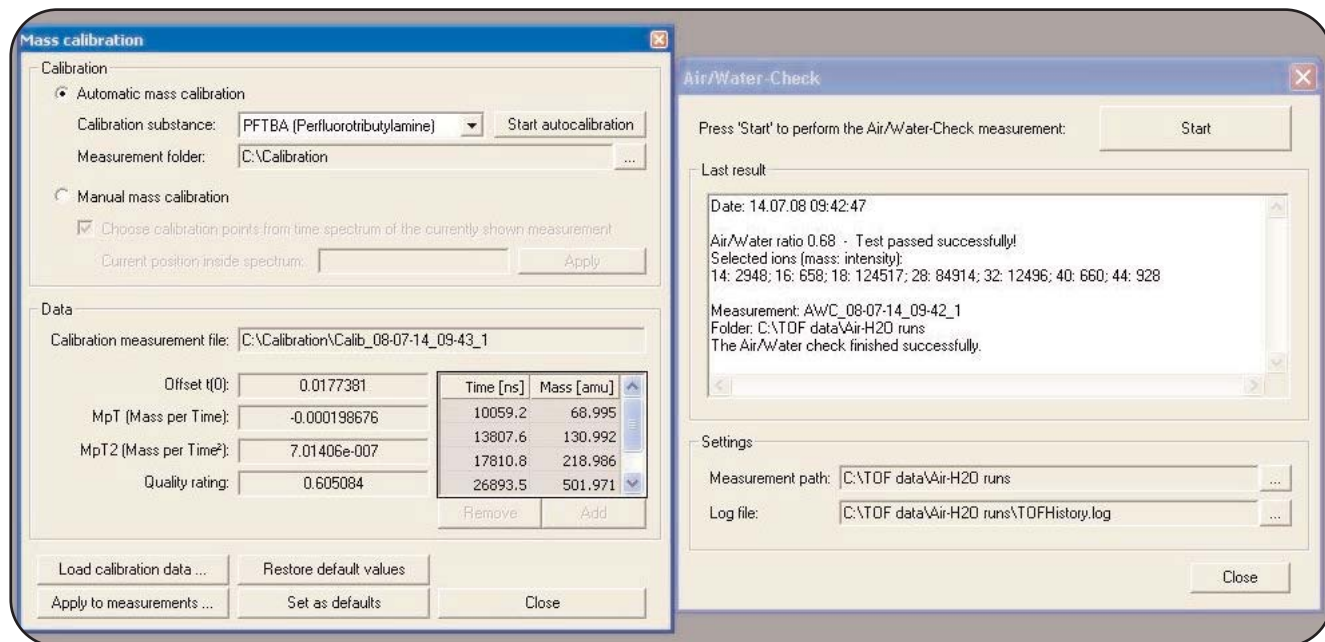 Mass calibration
Calibration
Automatic mass calibration
Calibration substance: PFTBA (Perfluorotributylamine) Start autocalibration
Measurement folder: C:\Calibration ...
Manual mass calibration
Choose calibration points from time spectrum of the currently shown measurement
Current position inside spectrum: Apply
Data
Calibration measurement file: C:\Calibration\Calib_08-07-14_09-43_1
Offset t(0): 0.0177381
MpT (Mass per Time): -0.000198676
MpT2 (Mass per Time²): 7.01406e-007
Quality rating: 0.605084
Time [ns] Mass [amu]
10059.2 68.995
13807.6 130.992
17810.8 218.986
26893.5 501.971
Remove Add
Load calibration data ... Restore default values
Apply to measurements ... Set as defaults Close
Air/Water-Check
Press 'Start' to perform the Air/Water-Check measurement: Start
Last result
Date: 14.07.08 09:42:47
Air/Water ratio 0.68 - Test passed successfully!
Selected ions (mass: intensity):
14: 2948; 16: 658; 18: 124517; 28: 84914; 32: 12496; 40: 660; 44: 928
Measurement: AWC_08-07-14_09-42_1
Folder: C:\TOF data\Air-H2O runs
The Air/Water check finished successfully.
Settings
Measurement path: C:\TOF data\Air-H2O runs ...
Log file: C:\TOF data\Air-H2O runs\TOFHistory.log ...
Close